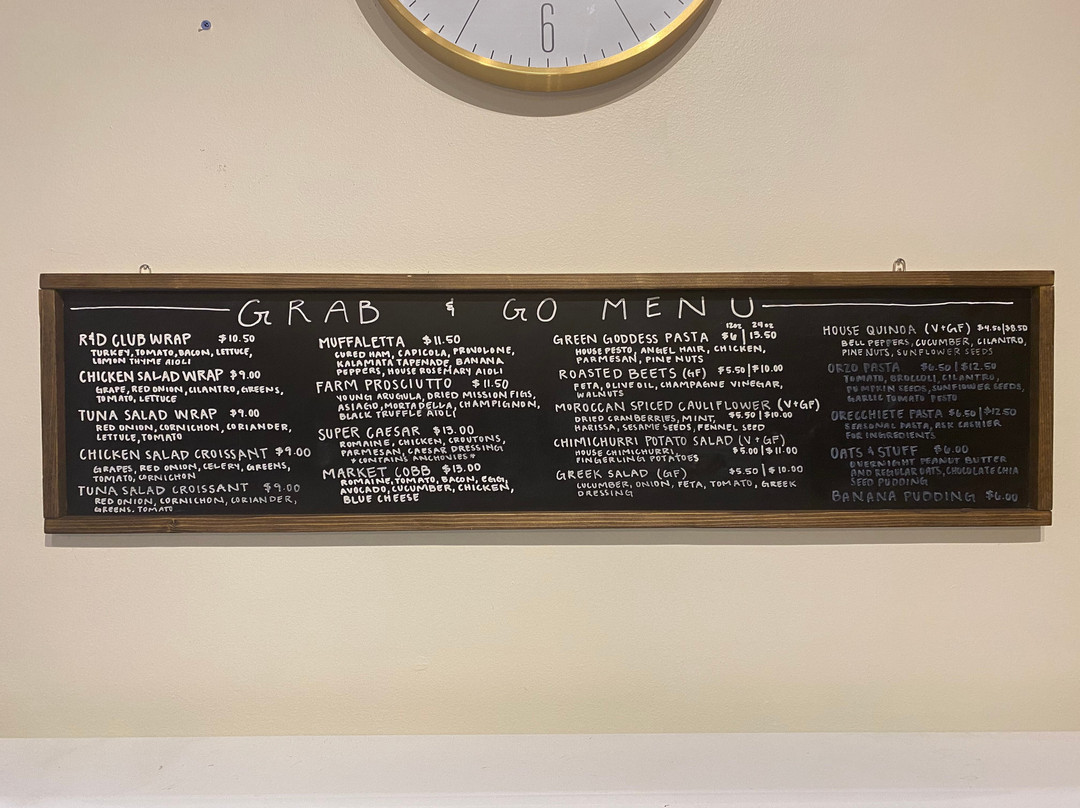 6
GRAB & GO MENU
R&D CLUB WRAP $10.50
TURKEY, TOMATO, BACON, LETTUCE,
LEMON THYME AIOLI
CHICKEN SALAD WRAP $9.00
GRAPE, RED ONION, CILANTRO, GREENS,
TOMATO, LETTUCE
TUNA SALAD WRAP $9.00
RED ONION, CORNICHON, CORIANDER,
LETTUCE, TOMATO
CHICKEN SALAD CROISSANT $9.00
GRAPES, RED ONION, CELERY, GREENS,
TOMATO, CORNICHON
TUNA SALAD CROISSANT $9.00
RED ONION, CORNICHON, CORIANDER,
GREENS, TOMATO
MUFFALETTA $11.50
CURED HAM, CAPICOLA, PROVOLONE,
KALAMATA TAPENADE, BANANA
PEPPERS, HOUSE ROSEMARY AIOLI
FARM PROSCIUTTO $11.50
YOUNG ARUGULA, DRIED MISSION FIGS,
ASIAGO, MORTADELLA, CHAMPIGNON,
BLACK TRUFFLE AIOLI
SUPER CAESAR $13.00
ROMAINE, CHICKEN, CROUTONS,
PARMESAN, CAESAR DRESSING
*CONTAINS ANCHOVIES*
MARKET COBB $13.00
ROMAINE, TOMATO, BACON, EGG,
AVOCADO, CUCUMBER, CHICKEN,
BLUE CHEESE
12oz 24oz
GREEN GODDESS PASTA $6 | 13.50
HOUSE PESTO, ANGEL HAIR, CHICKEN,
PARMESAN, PINE NUTS
ROASTED BEETS (GF) $5.50|$10.00
FETA, OLIVE OIL, CHAMPAGNE VINEGAR,
WALNUTS
MOROCCAN SPICED CAULIFLOWER (V+GF)
DRIED CRANBERRIES, MINT, $5.50|$10.00
HARISSA, SESAME SEEDS, FENNEL SEED
CHIMICHURRI POTATO SALAD (V+GF)
HOUSE CHIMICHURRI, $5.00|$11.00
FINGERLING POTATOES
GREEK SALAD (GF) $5.50|$10.00
CUCUMBER, ONION, FETA, TOMATO, GREEK
DRESSING
HOUSE QUINOA (V+GF) $4.50|$8.50
BELL PEPPERS, CUCUMBER, CILANTRO,
PINE NUTS, SUNFLOWER SEEDS
ORZO PASTA $6.50|$12.50
TOMATO, BROCCOLI, CILANTRO,
PUMPKIN SEEDS, SUNFLOWER SEEDS,
GARLIC TOMATO PESTO
ORECCHIETE PASTA $6.50|$12.50
SEASONAL PASTA, ASK CASHIER
FOR INGREDIENTS
OATS & STUFF $6.00
OVERNIGHT PEANUT BUTTER
AND REGULAR OATS, CHOCOLATE CHIA
SEED PUDDING
BANANA PUDDING $6.00